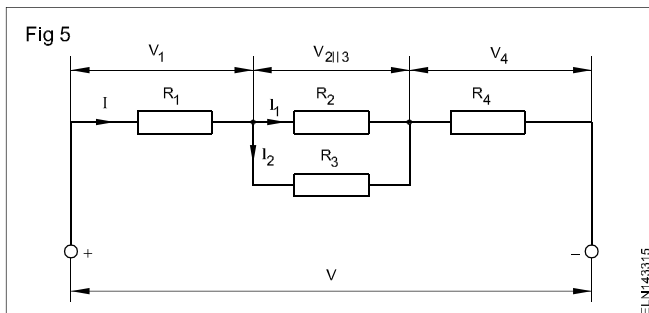 Fig 5
V1 V2||3 V4
I R1 I1 R2 R4
I2 R3
+ –
V
ELN143315